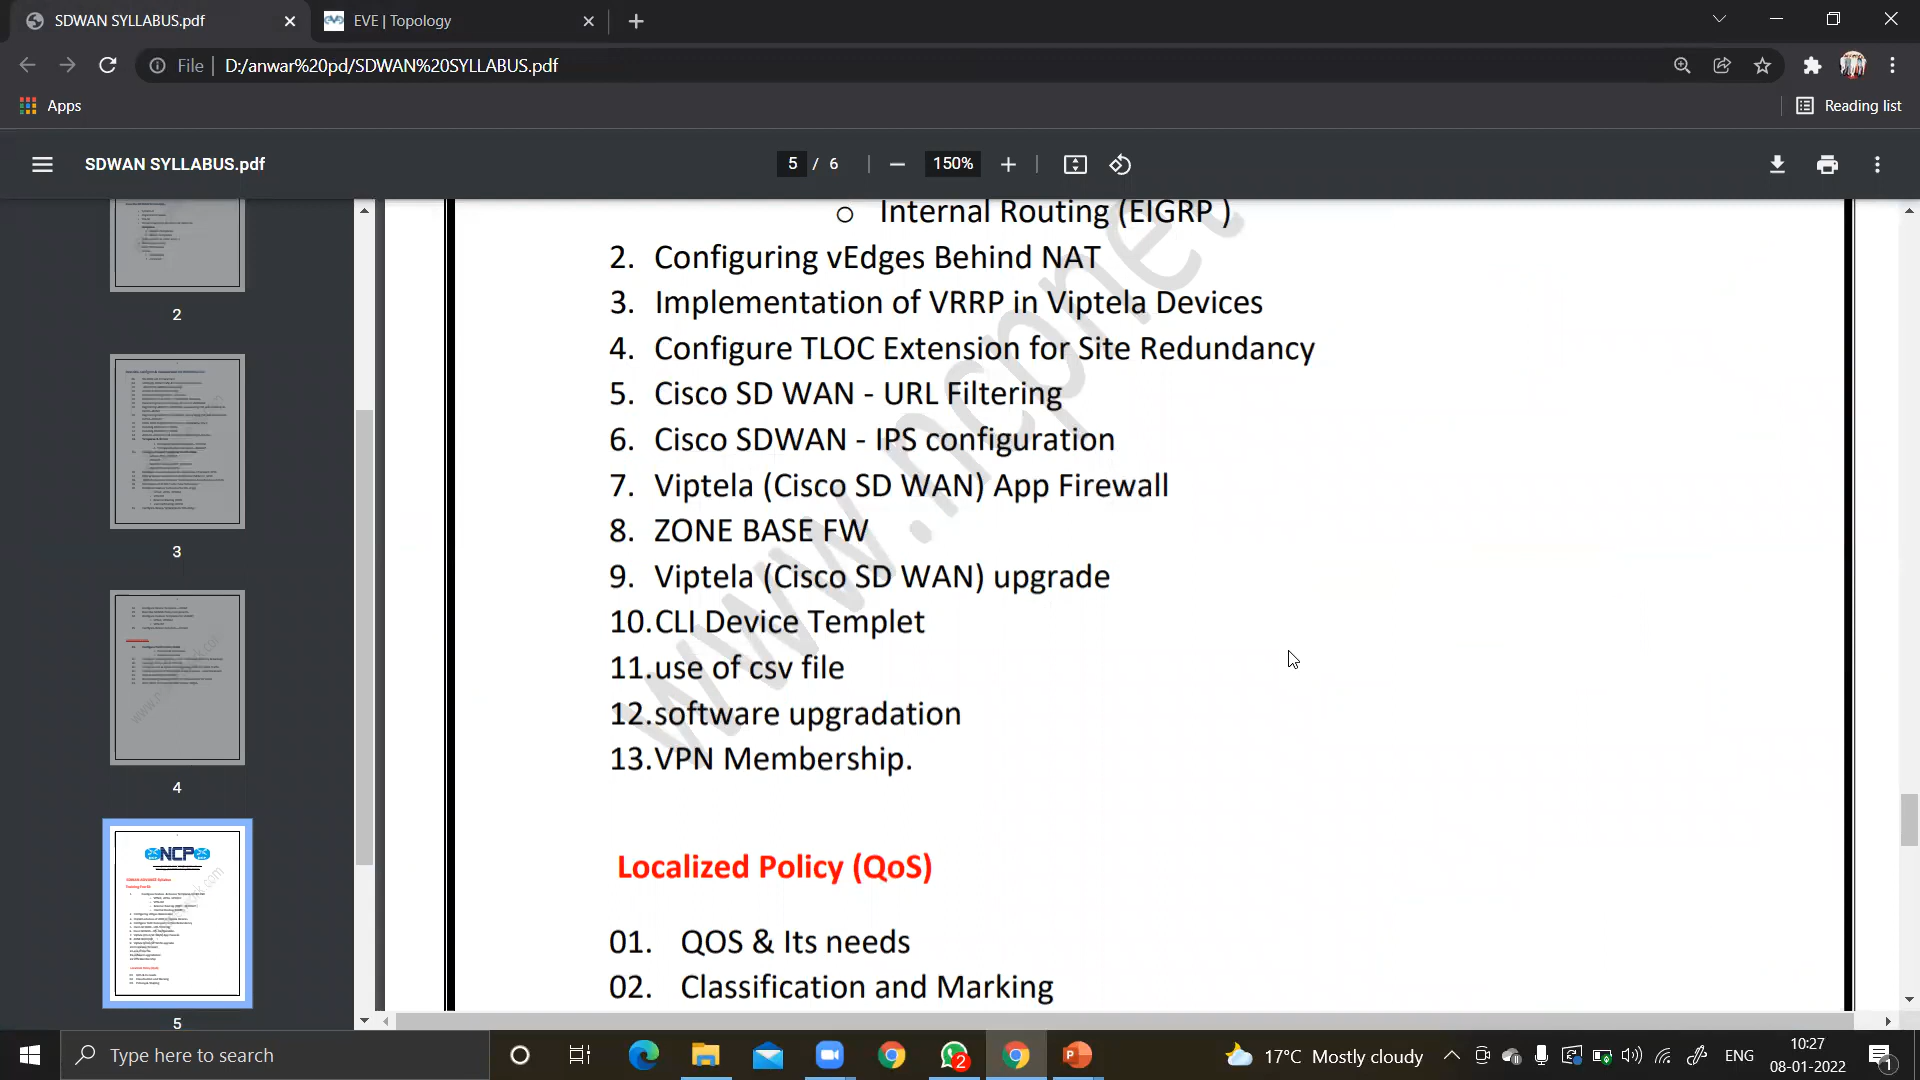 SDWAN SYLLABUS.pdf
EVE | Topology
File
D:/anwar%20pd/SDWAN%20SYLLABUS.pdf
Apps
Reading list
SDWAN SYLLABUS.pdf
5 / 6
150%
o Internal Routing (EIGRP )
2. Configuring vEdges Behind NAT
3. Implementation of VRRP in Viptela Devices
4. Configure TLOC Extension for Site Redundancy
5. Cisco SD WAN - URL Filtering
6. Cisco SDWAN - IPS configuration
7. Viptela (Cisco SD WAN) App Firewall
8. ZONE BASE FW
9. Viptela (Cisco SD WAN) upgrade
10.CLI Device Templet
11.use of csv file
12.software upgradation
13.VPN Membership.
Localized Policy (QoS)
01. QOS & Its needs
02. Classification and Marking
www.ncpnet
2
3
4
NCP
5
Type here to search
2
17°C Mostly cloudy
ENG
10:27
08-01-2022
1